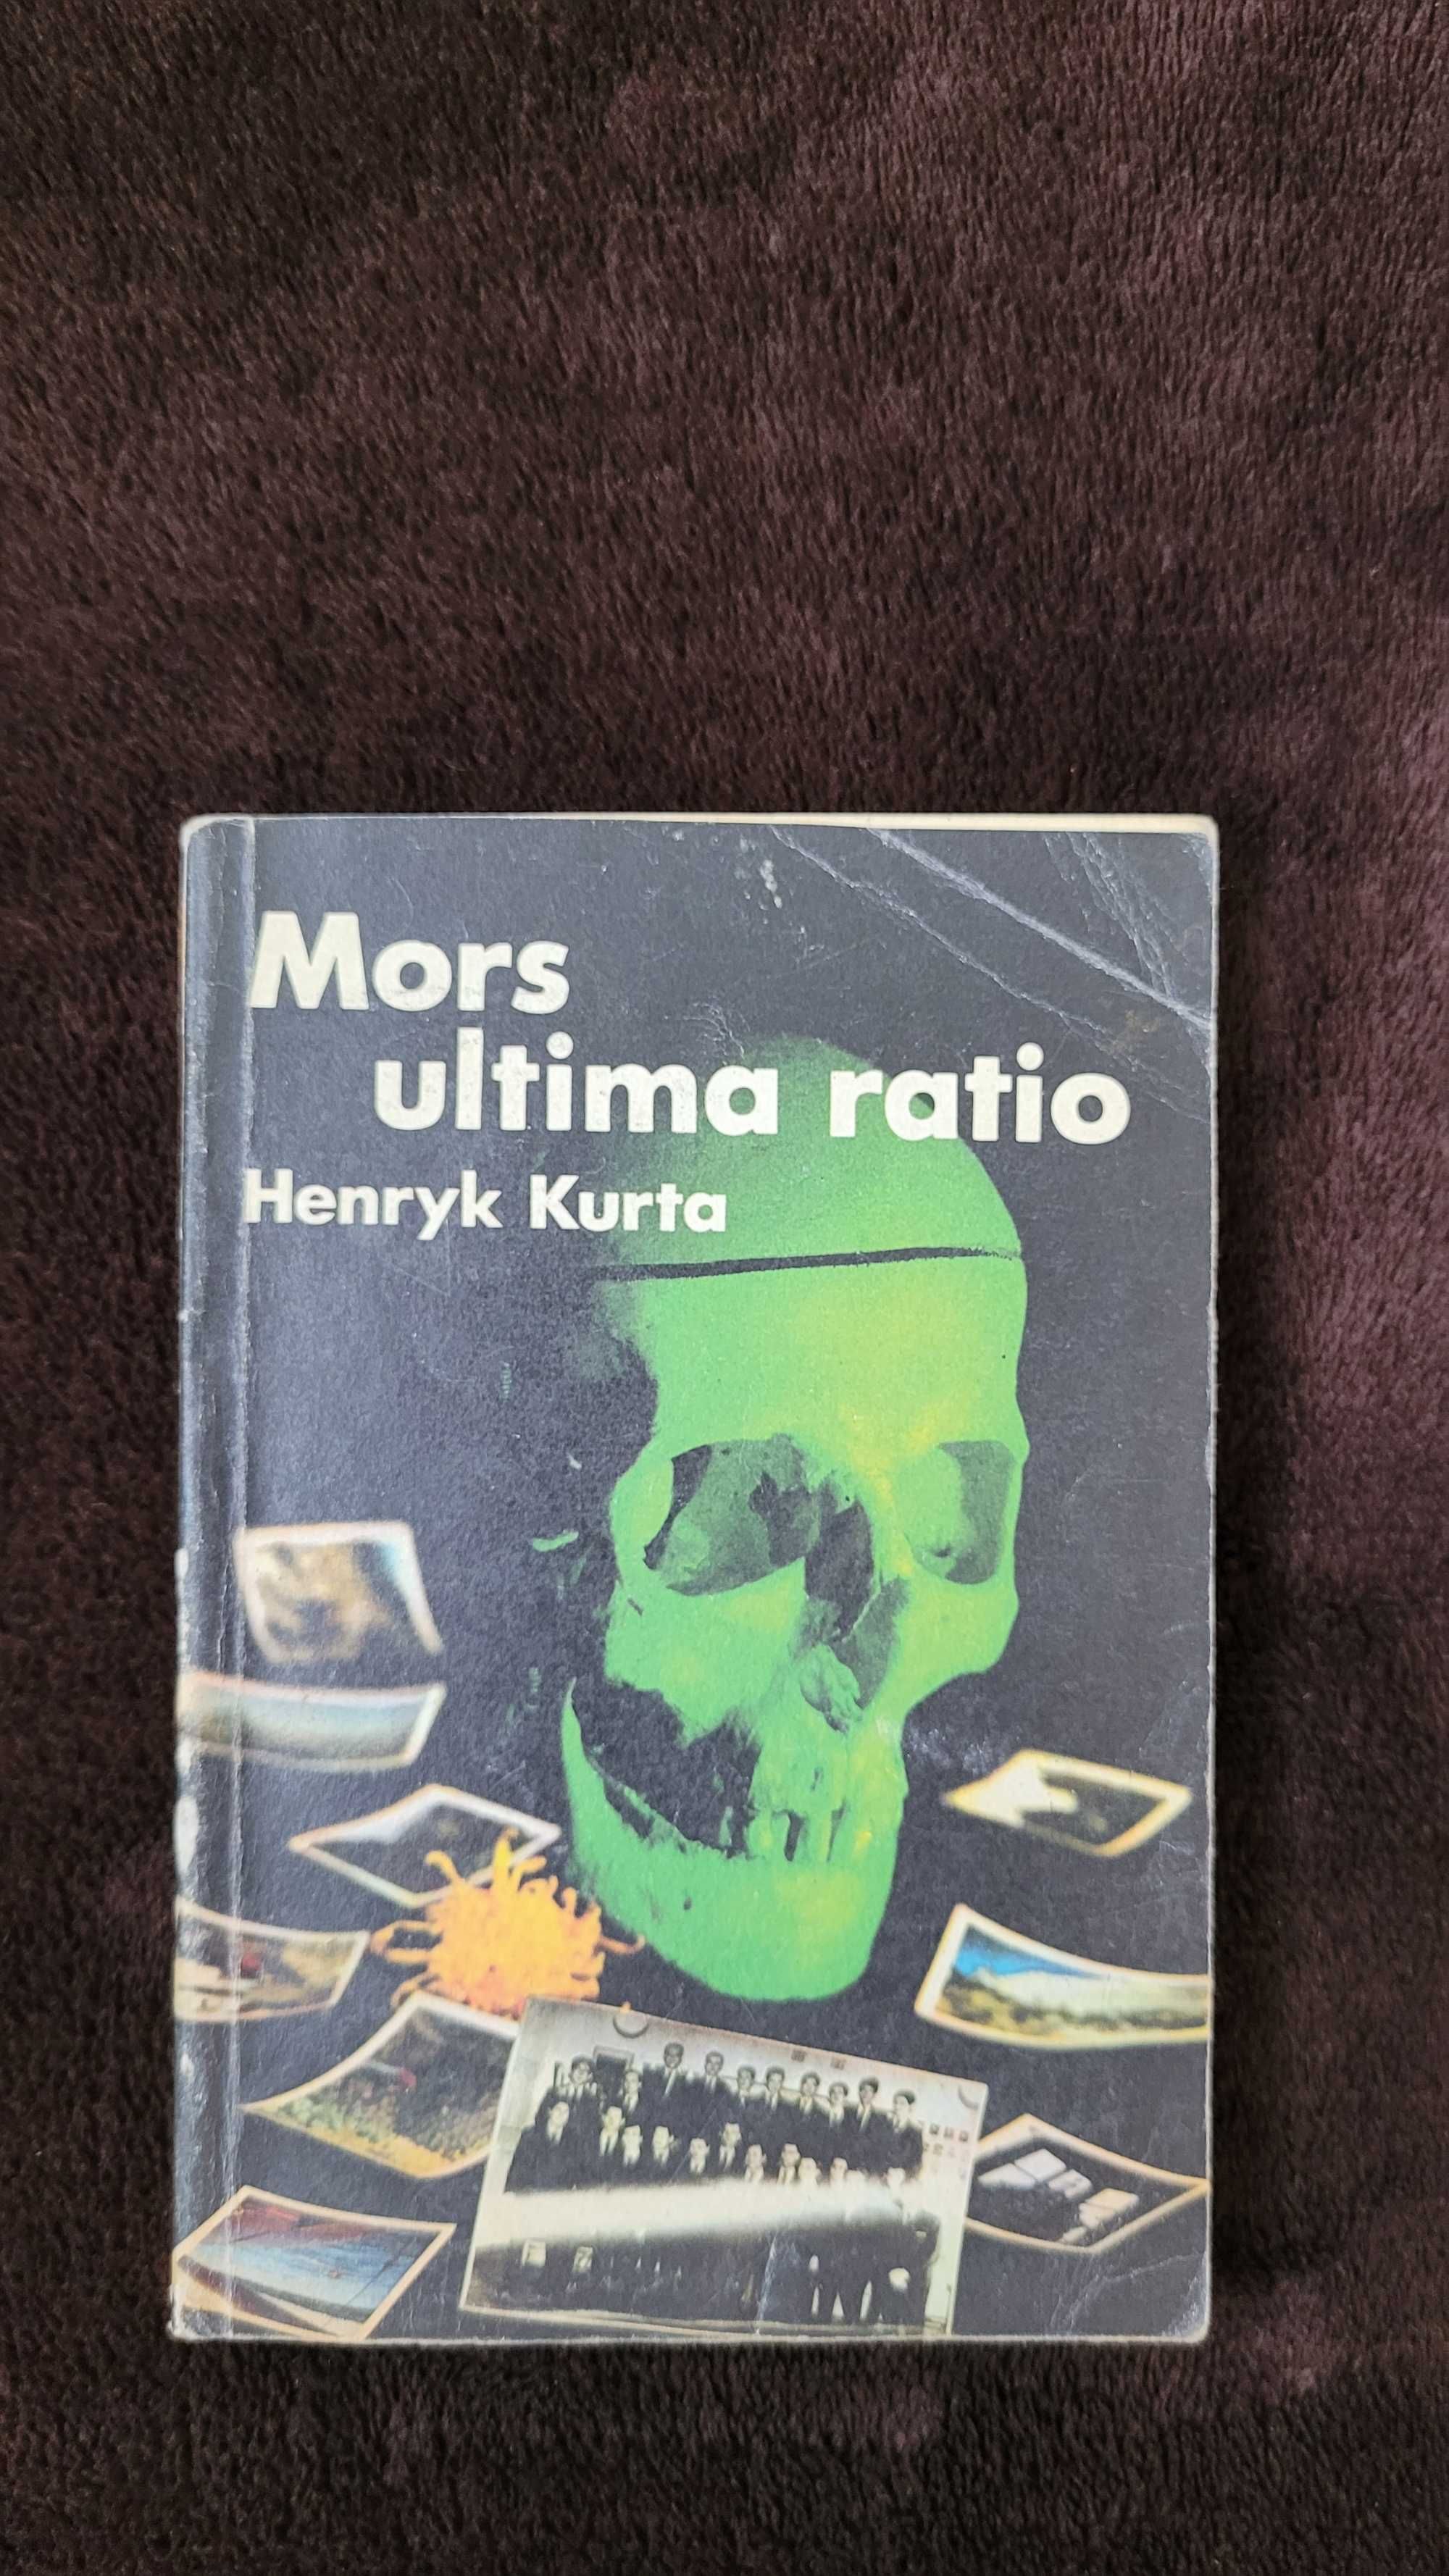 Mors
ultima ratio
Henryk Kurta